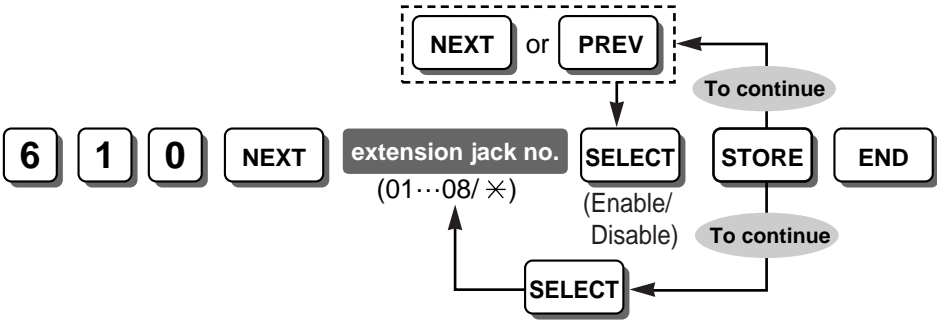 NEXT or PREV
To continue
6 1 0 NEXT extension jack no. SELECT STORE END
(01···08/ ✳)
(Enable/
Disable)
To continue
SELECT